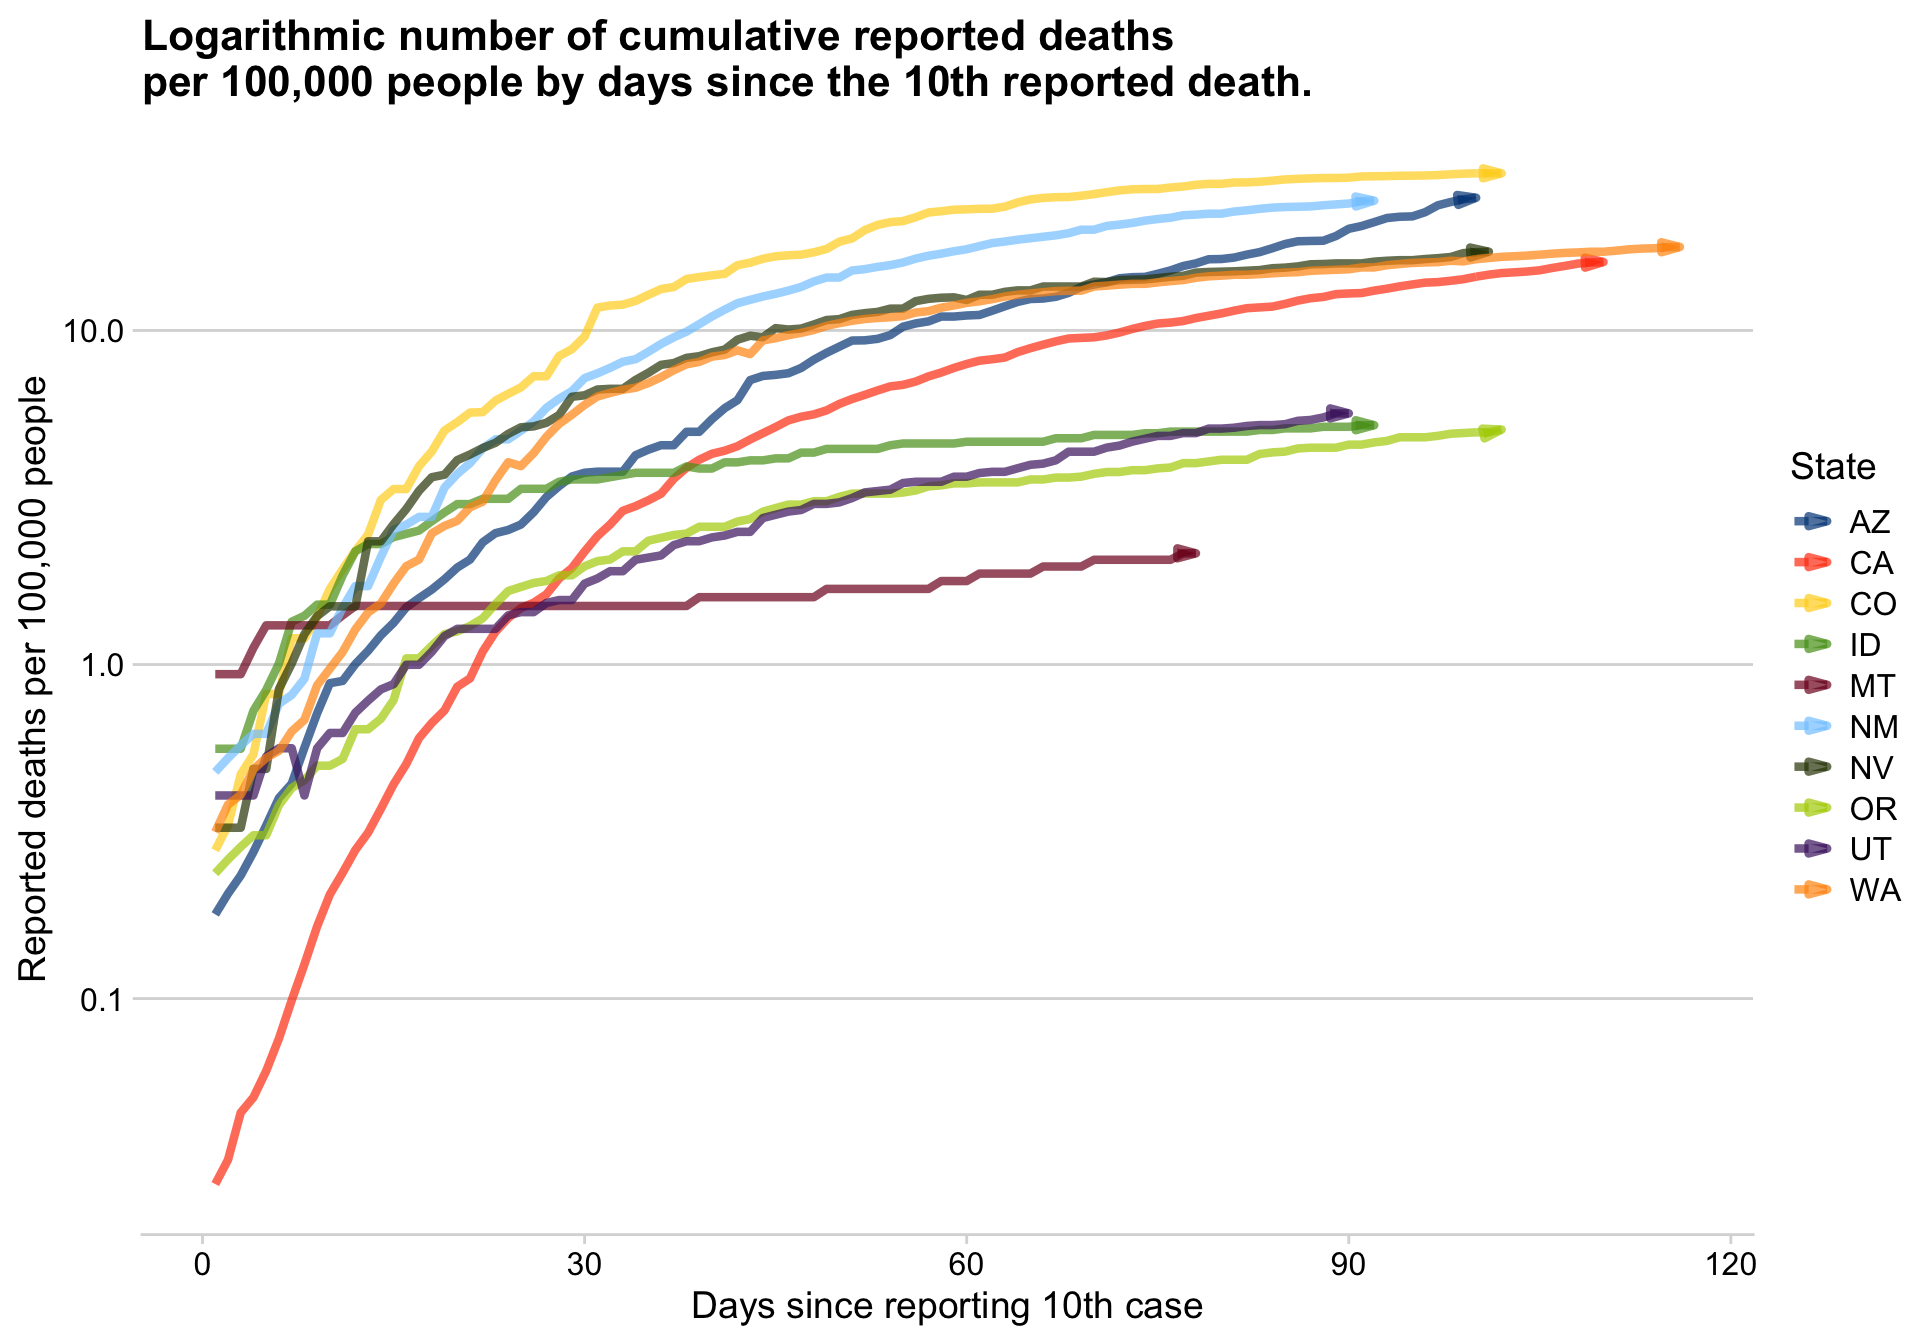 Logarithmic number of cumulative reported deaths
per 100,000 people by days since the 10th reported death.
Reported deaths per 100,000 people
10.0
1.0
0.1
0
30
60
90
120
Days since reporting 10th case
State
AZ
CA
CO
ID
MT
NM
NV
OR
UT
WA